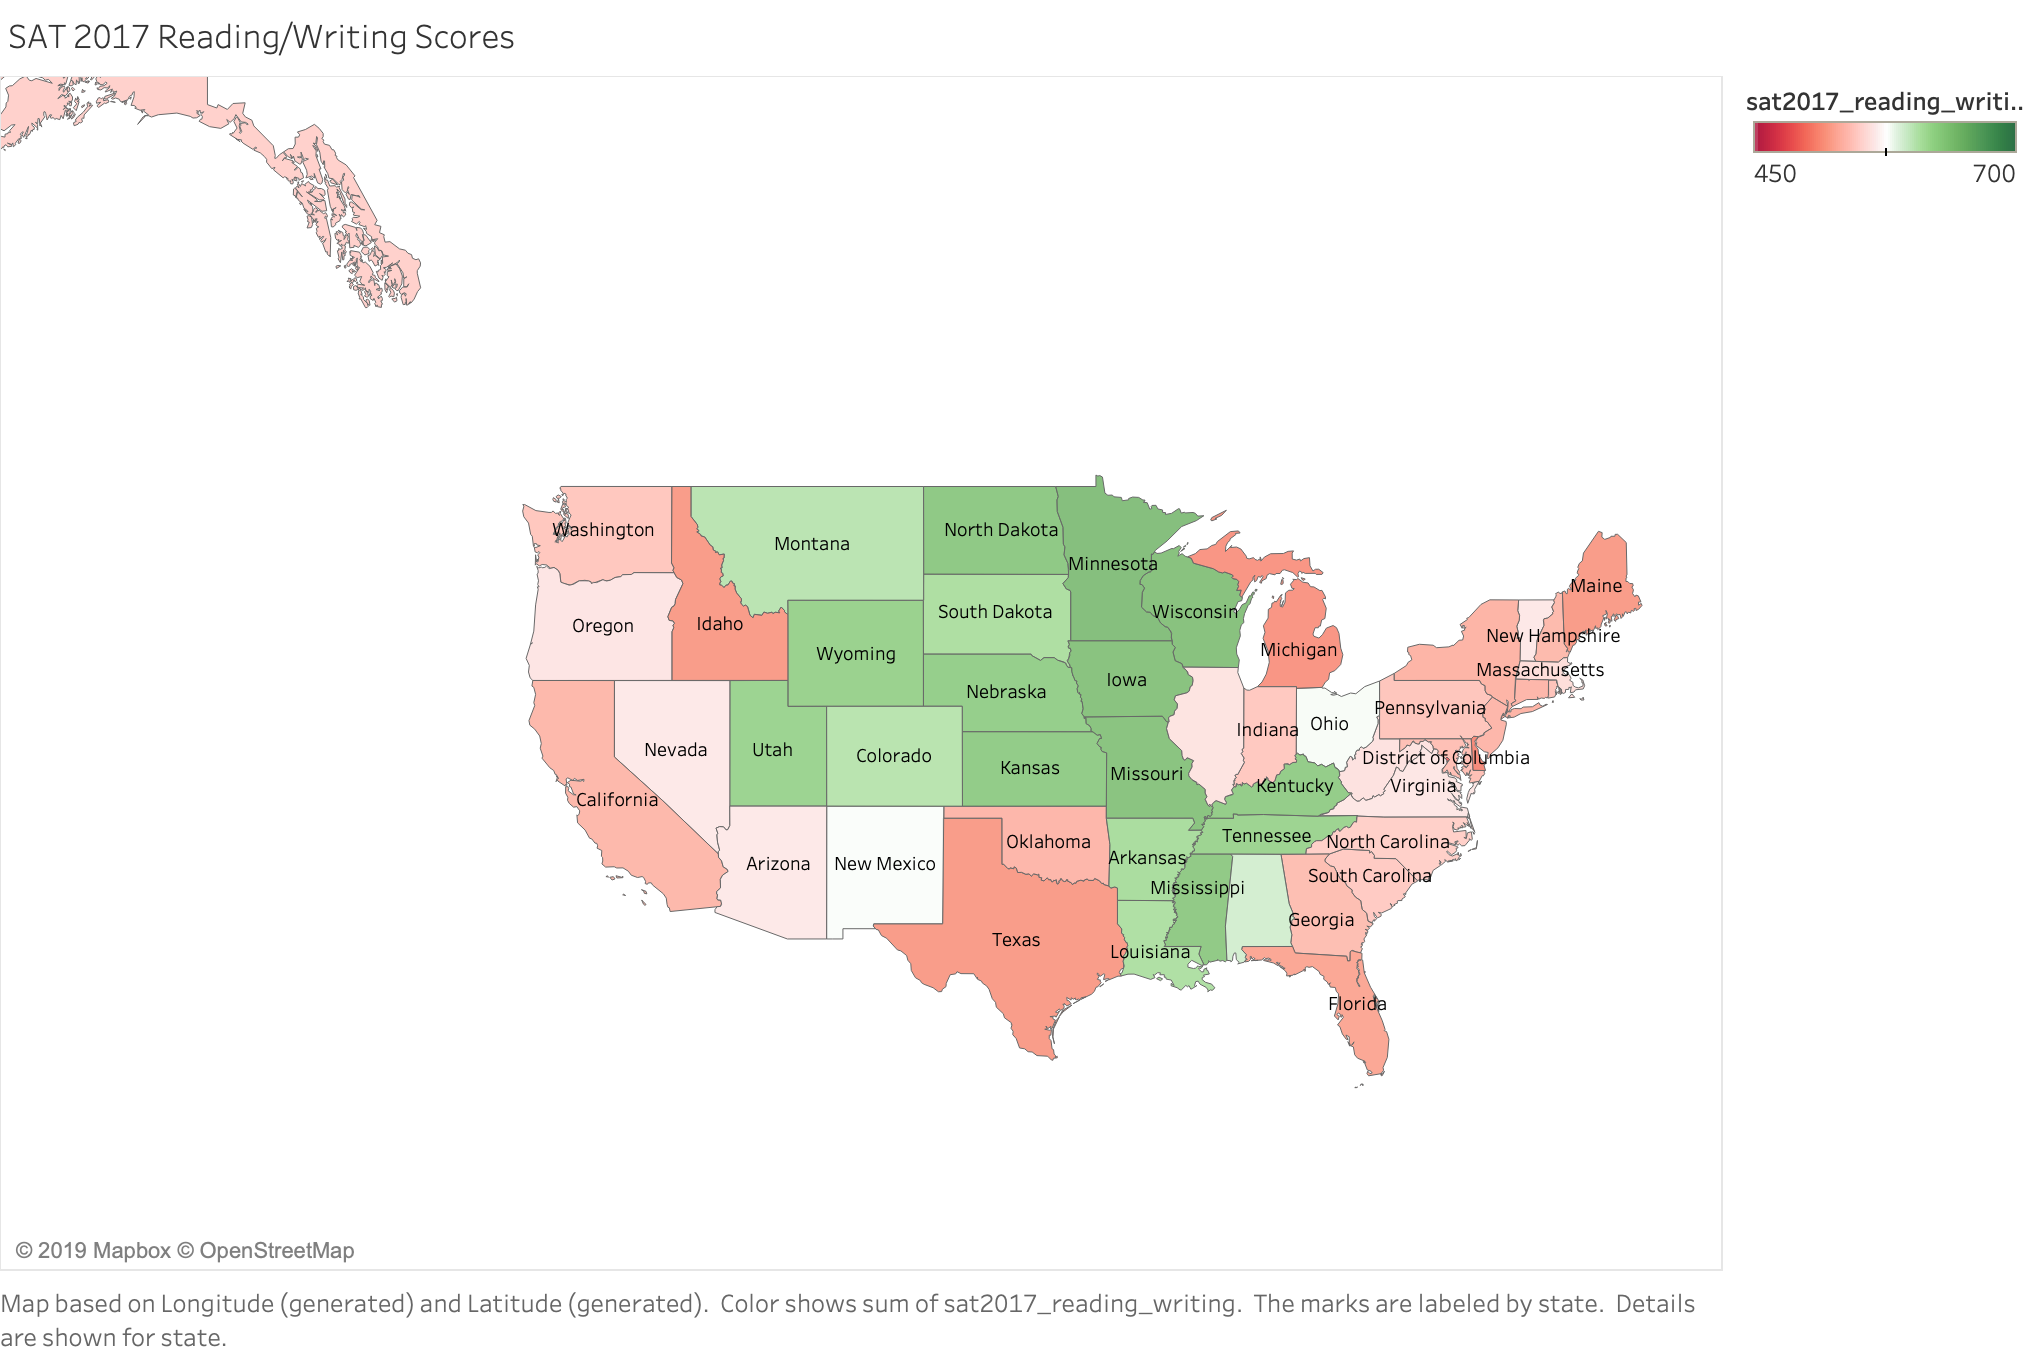 SAT 2017 Reading/Writing Scores
sat2017_reading_writi..
450 700
Washington
Montana
North Dakota
Minnesota
Maine
Oregon
Idaho
South Dakota
Wisconsin
New Hampshire
Wyoming
Michigan
Massachusetts
Nebraska
Iowa
Pennsylvania
Nevada
Utah
Colorado
Kansas
Missouri
Indiana
Ohio
District of Columbia
California
Kentucky
Virginia
Oklahoma
Tennessee
North Carolina
Arizona
New Mexico
Arkansas
South Carolina
Mississippi
Georgia
Texas
Louisiana
Florida
© 2019 Mapbox © OpenStreetMap
Map based on Longitude (generated) and Latitude (generated).  Color shows sum of sat2017_reading_writing.  The marks are labeled by state.  Details
are shown for state.